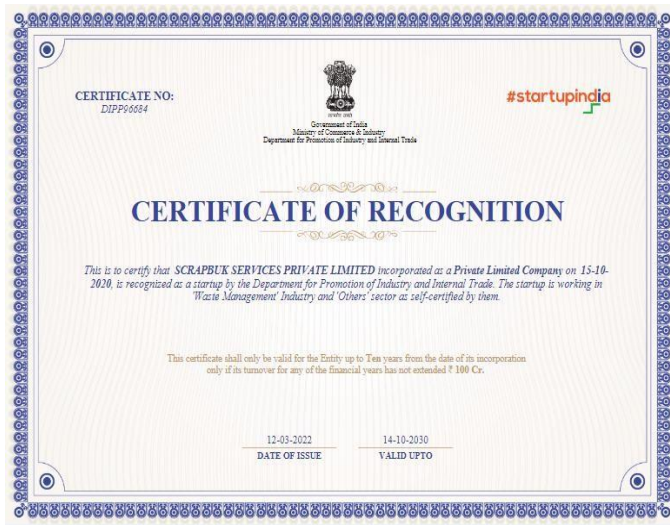 CERTIFICATE NO:
DIPP96684
#startupindia
सत्यमेव जयते
Government of India
Ministry of Commerce & Industry
Department for Promotion of Industry and Internal Trade
CERTIFICATE OF RECOGNITION
This is to certify that SCRAPBUK SERVICES PRIVATE LIMITED incorporated as a Private Limited Company on 15-10-
2020, is recognized as a startup by the Department for Promotion of Industry and Internal Trade. The startup is working in
'Waste Management' Industry and 'Others' sector as self-certified by them.
This certificate shall only be valid for the Entity up to Ten years from the date of its incorporation
only if its turnover for any of the financial years has not extended ₹ 100 Cr.
12-03-2022
14-10-2030
DATE OF ISSUE
VALID UPTO